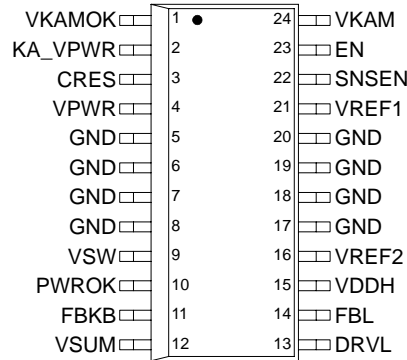 VKAMOK 1 24 VKAM
KA_VPWR 2 23 EN
CRES 3 22 SNSEN
VPWR 4 21 VREF1
GND 5 20 GND
GND 6 19 GND
GND 7 18 GND
GND 8 17 GND
VSW 9 16 VREF2
PWROK 10 15 VDDH
FBKB 11 14 FBL
VSUM 12 13 DRVL